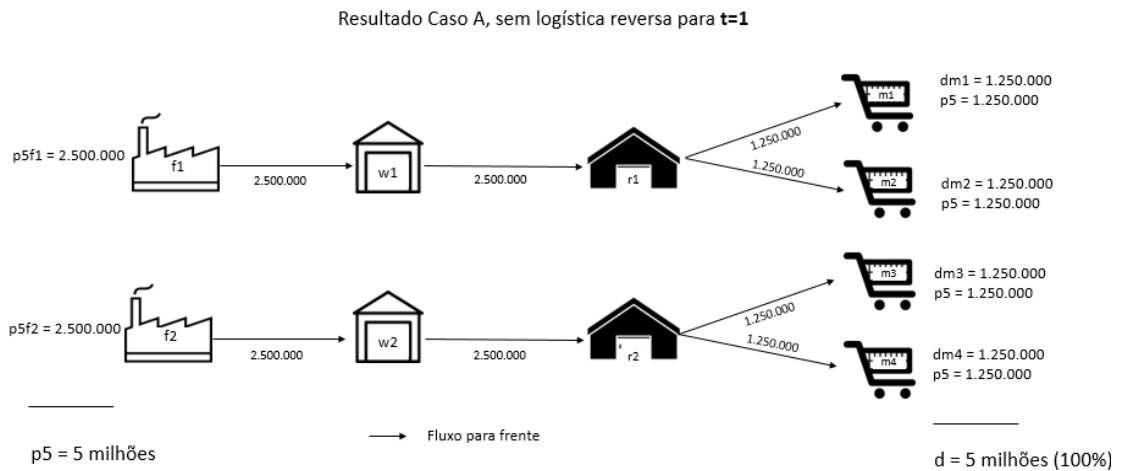 Resultado Caso A, sem logística reversa para t=1
p5f1 = 2.500.000
f1
2.500.000
w1
2.500.000
r1
1.250.000
1.250.000
m1
dm1 = 1.250.000
p5 = 1.250.000
m2
dm2 = 1.250.000
p5 = 1.250.000
p5f2 = 2.500.000
f2
2.500.000
w2
2.500.000
r2
1.250.000
1.250.000
m3
dm3 = 1.250.000
p5 = 1.250.000
m4
dm4 = 1.250.000
p5 = 1.250.000
p5 = 5 milhões
Fluxo para frente
d = 5 milhões (100%)